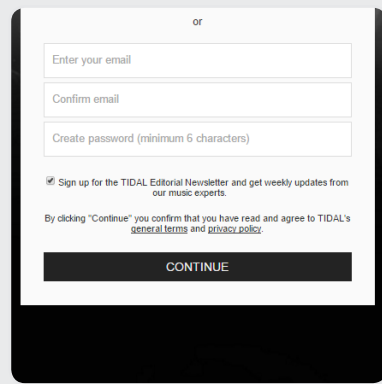 or
Enter your email
Confirm email
Create password (minimum 6 characters)
Sign up for the TIDAL Editorial Newsletter and get weekly updates from
our music experts.
By clicking "Continue" you confirm that you have read and agree to TIDAL's
general terms and privacy policy.
CONTINUE